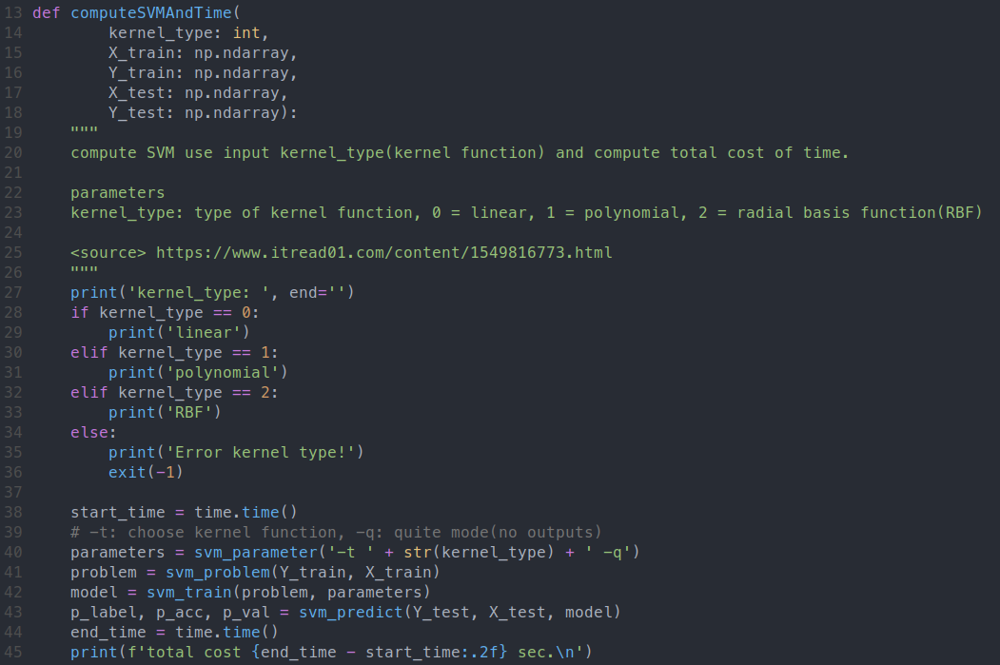 13 def computeSVMAndTime(
14         kernel_type: int,
15         X_train: np.ndarray,
16         Y_train: np.ndarray,
17         X_test: np.ndarray,
18         Y_test: np.ndarray):
19     """
20     compute SVM use input kernel_type(kernel function) and compute total cost of time.
21
22     parameters
23     kernel_type: type of kernel function, 0 = linear, 1 = polynomial, 2 = radial basis function(RBF)
24
25     <source> https://www.itread01.com/content/1549816773.html
26     """
27     print('kernel_type: ', end='')
28     if kernel_type == 0:
29         print('linear')
30     elif kernel_type == 1:
31         print('polynomial')
32     elif kernel_type == 2:
33         print('RBF')
34     else:
35         print('Error kernel type!')
36         exit(-1)
37
38     start_time = time.time()
39     # -t: choose kernel function, -q: quite mode(no outputs)
40     parameters = svm_parameter('-t ' + str(kernel_type) + ' -q')
41     problem = svm_problem(Y_train, X_train)
42     model = svm_train(problem, parameters)
43     p_label, p_acc, p_val = svm_predict(Y_test, X_test, model)
44     end_time = time.time()
45     print(f'total cost {end_time - start_time:.2f} sec.\n')